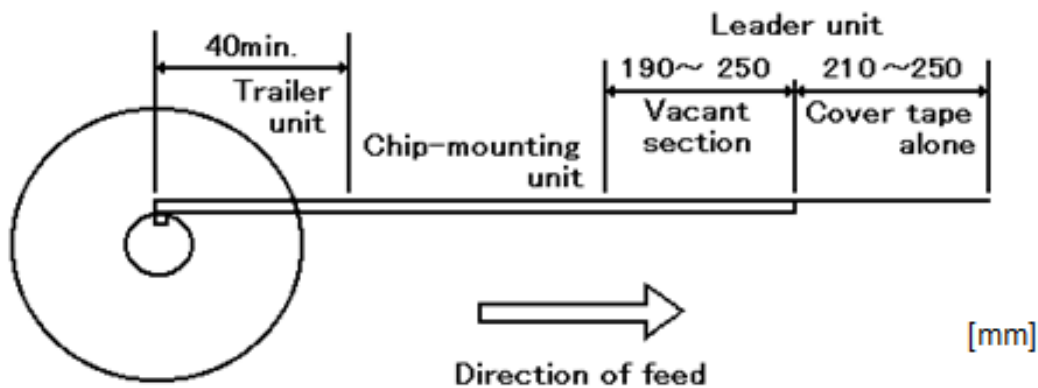 Leader unit
40min.
190～ 250
210 ～250
Trailer
unit
Vacant
section
Cover tape
alone
Chip-mounting
unit
[mm]
Direction of feed